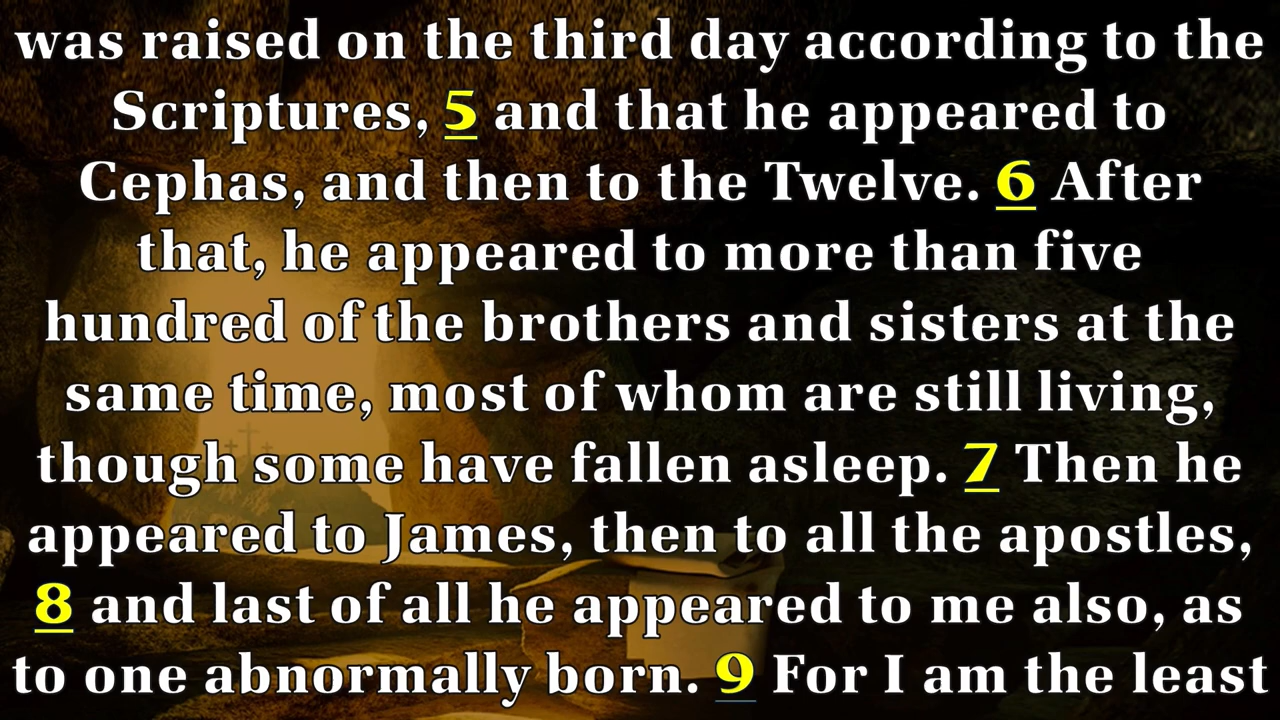 was raised on the third day according to the
Scriptures, 5 and that he appeared to
Cephas, and then to the Twelve. 6 After
that, he appeared to more than five
hundred of the brothers and sisters at the
same time, most of whom are still living,
though some have fallen asleep. 7 Then he
appeared to James, then to all the apostles,
8 and last of all he appeared to me also, as
to one abnormally born. 9 For I am the least